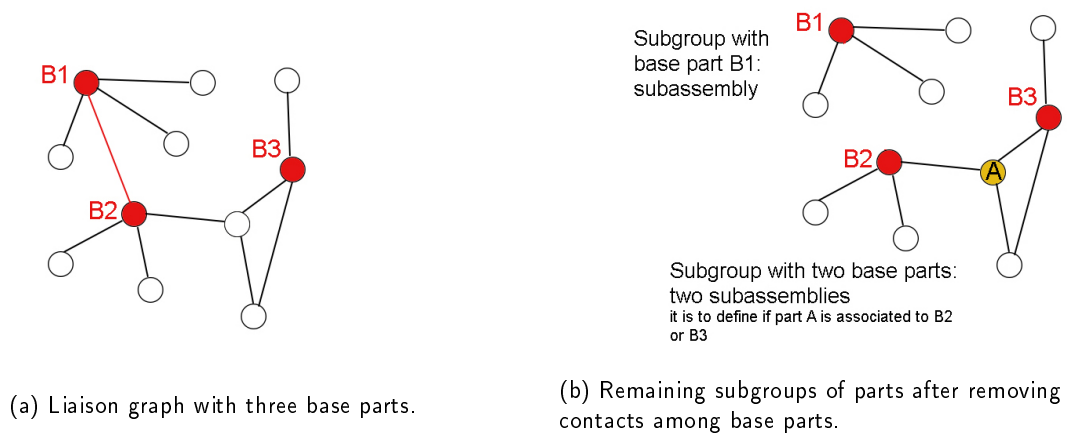 B1
B2
B3
(a) Liaison graph with three base parts.
Subgroup with
base part B1:
subassembly
B1
B3
B2
A
Subgroup with two base parts:
two subassemblies
it is to define if part A is associated to B2
or B3
(b) Remaining subgroups of parts after removing
contacts among base parts.